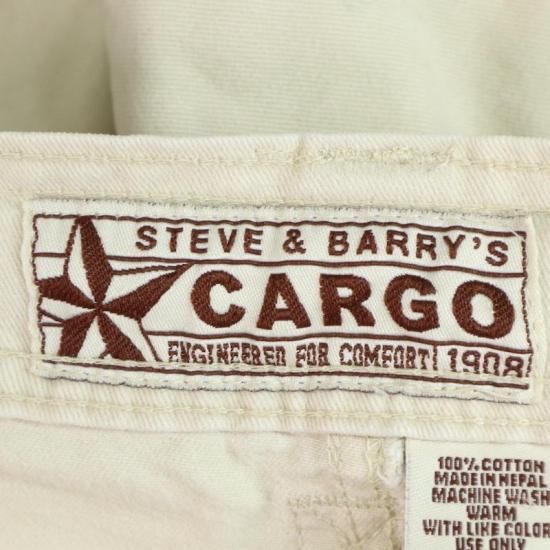 STEVE & BARRY'S
CARGO
ENGINEERED FOR COMFORT 1908
100% COTTON
MADE IN NEPAL
MACHINE WASH
WARM
WITH LIKE COLOR
USE ONLY